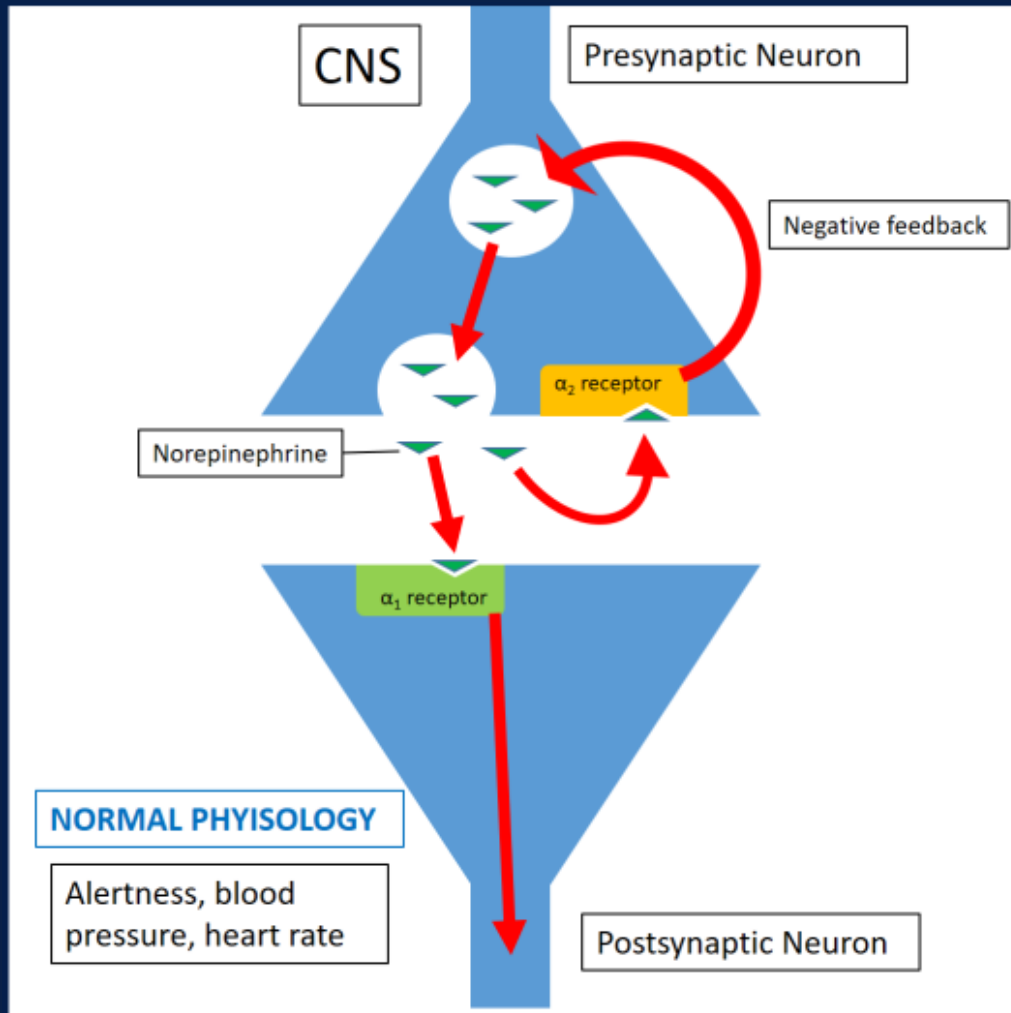 CNS
Presynaptic Neuron
Negative feedback
α₂ receptor
Norepinephrine
α₁ receptor
NORMAL PHYISOLOGY
Alertness, blood
pressure, heart rate
Postsynaptic Neuron